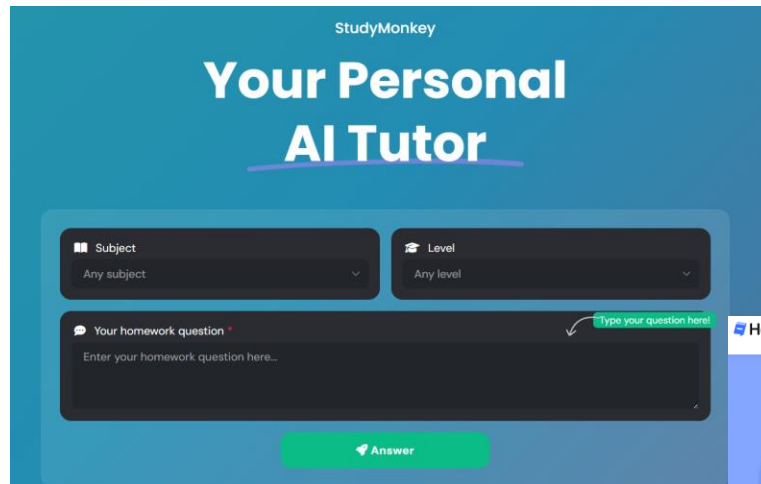 StudyMonkey
Your Personal
AI Tutor
Subject
Level
Any subject
Any level
Your homework question *
Type your question here!
Enter your homework question here...
Answer